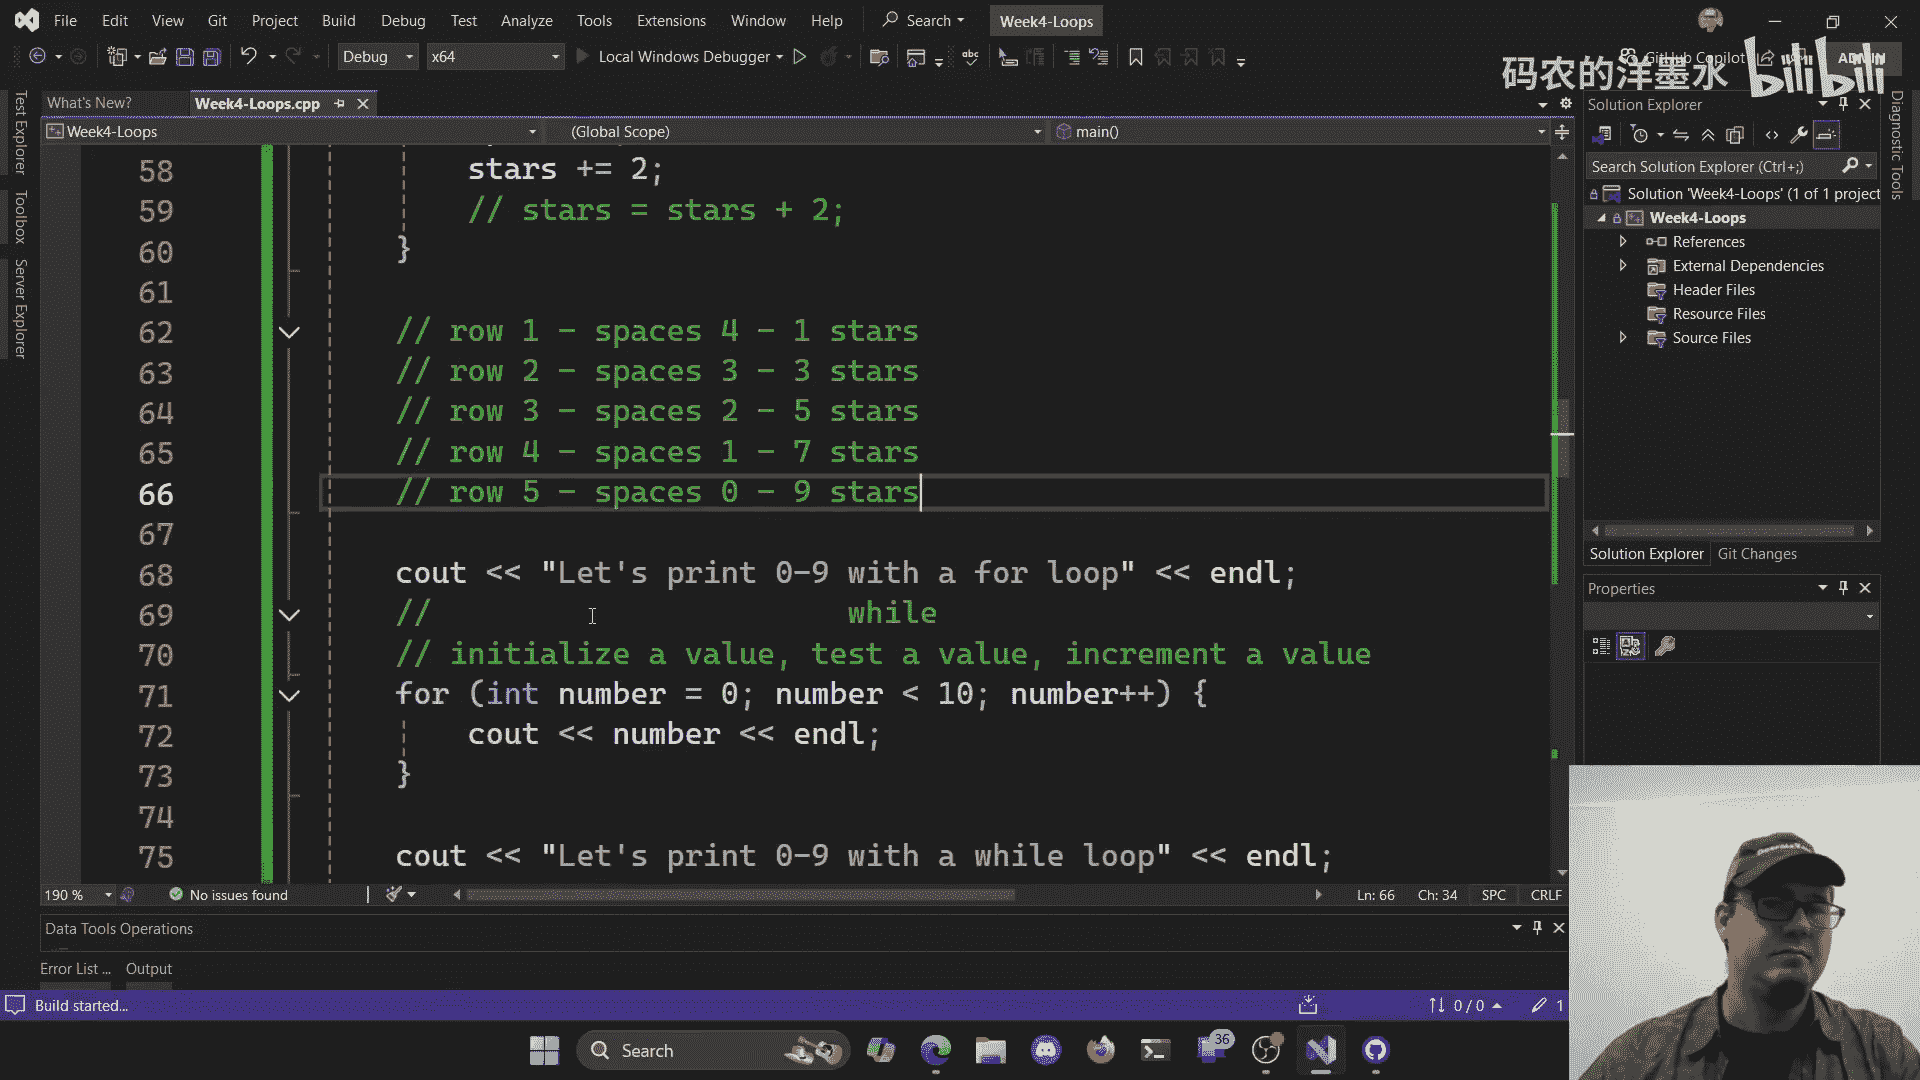 File Edit View Git Project Build Debug Test Analyze Tools Extensions Window Help Search Week4-Loops
Debug x64 Local Windows Debugger GitHub Copilot ADMIN
码农的洋墨水 bilibili
What's New? Week4-Loops.cpp
Week4-Loops (Global Scope) main()
Test Explorer
Toolbox
Server Explorer
58 stars += 2;
59 // stars = stars + 2;
60 }
61
62 // row 1 - spaces 4 - 1 stars
63 // row 2 - spaces 3 - 3 stars
64 // row 3 - spaces 2 - 5 stars
65 // row 4 - spaces 1 - 7 stars
66 // row 5 - spaces 0 - 9 stars
67
68 cout << "Let's print 0-9 with a for loop" << endl;
69 // while
70 // initialize a value, test a value, increment a value
71 for (int number = 0; number < 10; number++) {
72 cout << number << endl;
73 }
74
75 cout << "Let's print 0-9 with a while loop" << endl;
190 % No issues found Ln: 66 Ch: 34 SPC CRLF
Data Tools Operations
Error List ... Output
Build started... 0 / 0 1
Solution Explorer
Search Solution Explorer (Ctrl+;)
Solution 'Week4-Loops' (1 of 1 project
Week4-Loops
References
External Dependencies
Header Files
Resource Files
Source Files
Solution Explorer Git Changes
Properties
Diagnostic Tools
Search 36